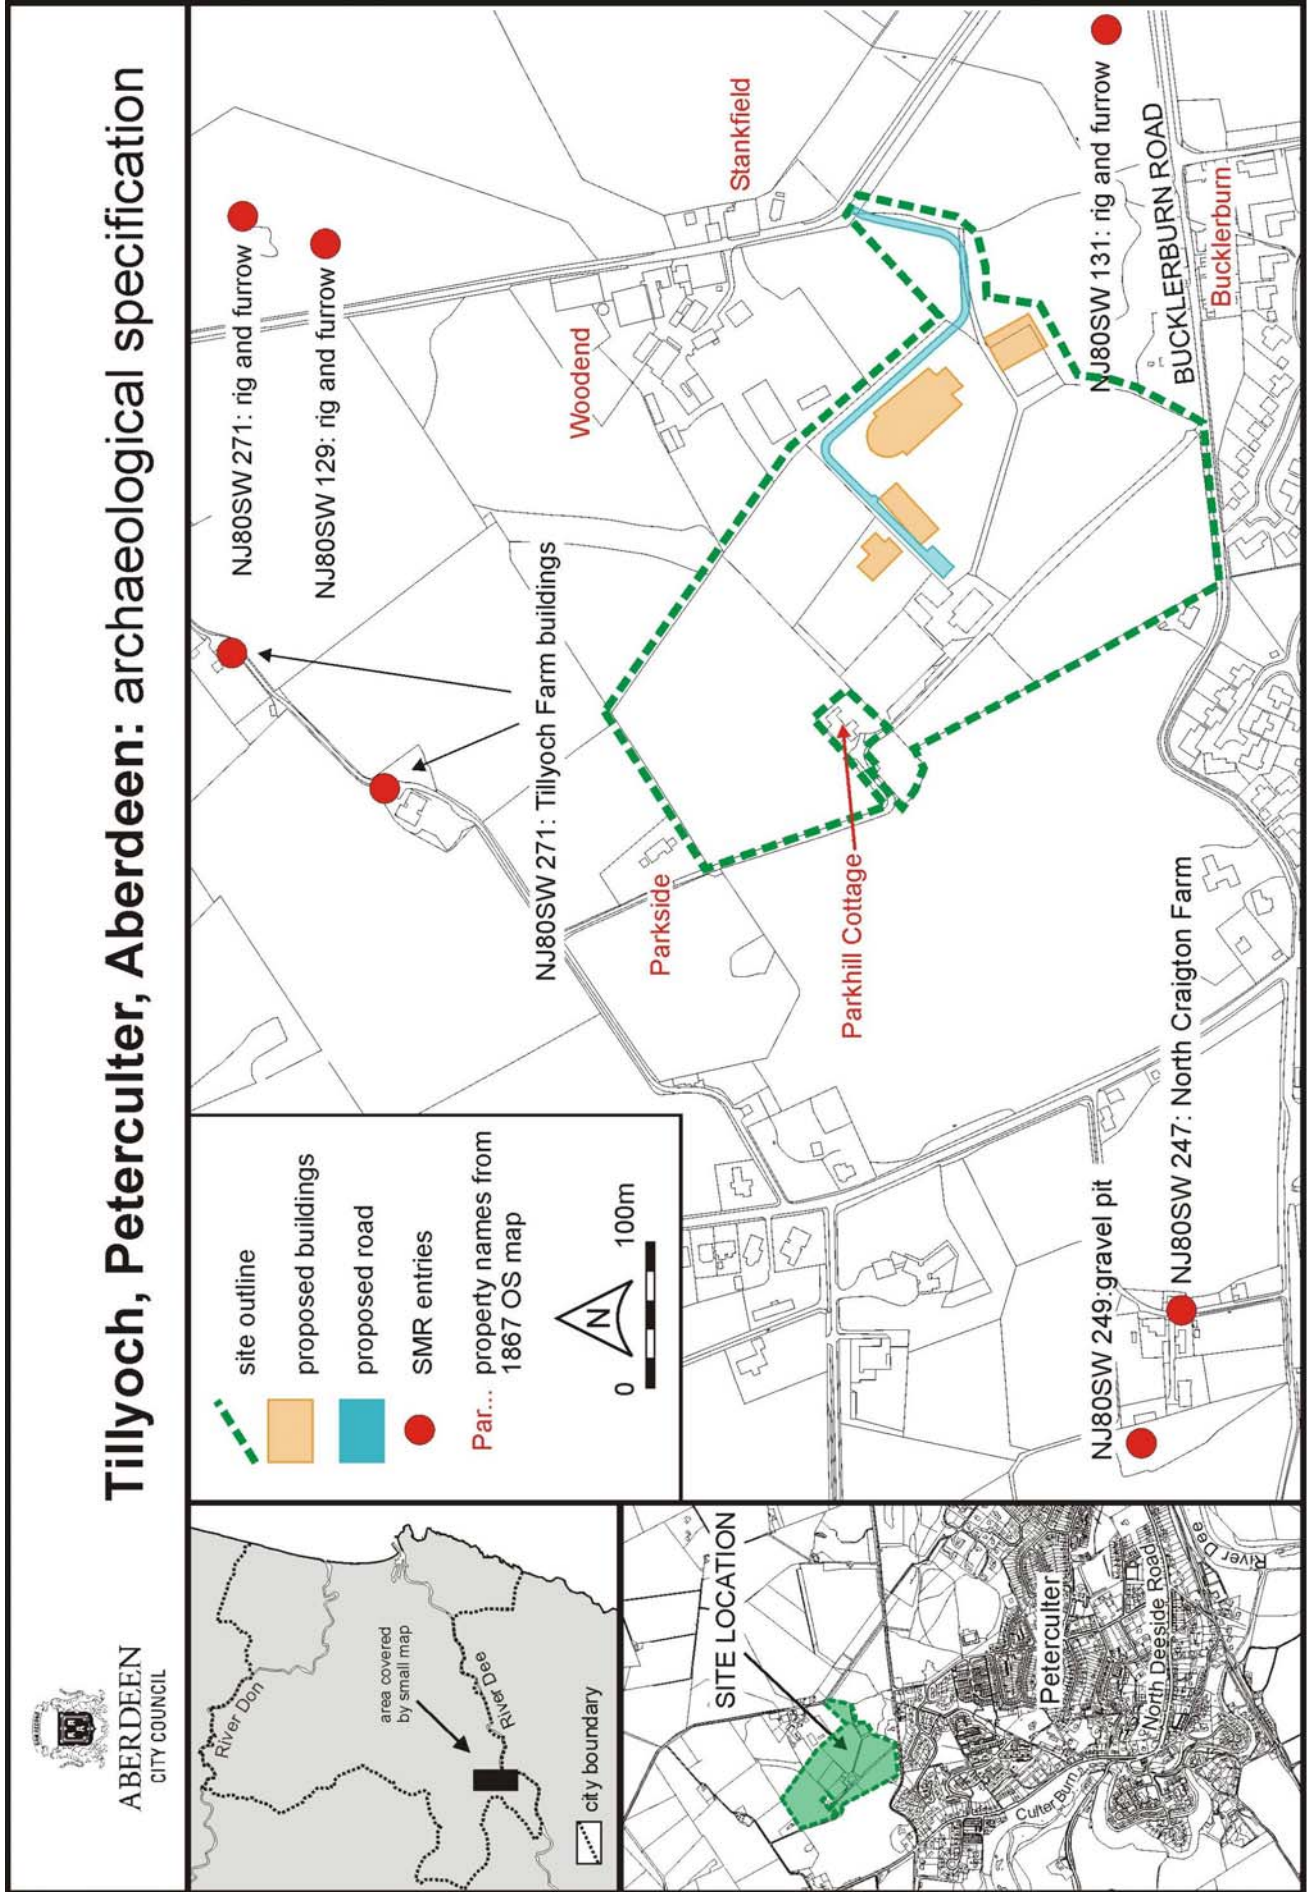 Tillyoch, Peterculter, Aberdeen: archaeological specification
ABERDEEN
CITY COUNCIL
River Don
area covered
by small map
River Dee
city boundary
SITE LOCATION
Peterculter
North Deeside Road
Culter Burn
River Dee
site outline
proposed buildings
proposed road
SMR entries
Par... property names from
1867 OS map
N
0 100m
NJ80SW 271: rig and furrow
NJ80SW 129: rig and furrow
NJ80SW 271: Tillyoch Farm buildings
Woodend
Stankfield
Parkside
Parkhill Cottage
NJ80SW 131: rig and furrow
BUCKLERBURN ROAD
Bucklerburn
NJ80SW 249:gravel pit
NJ80SW 247: North Craigton Farm